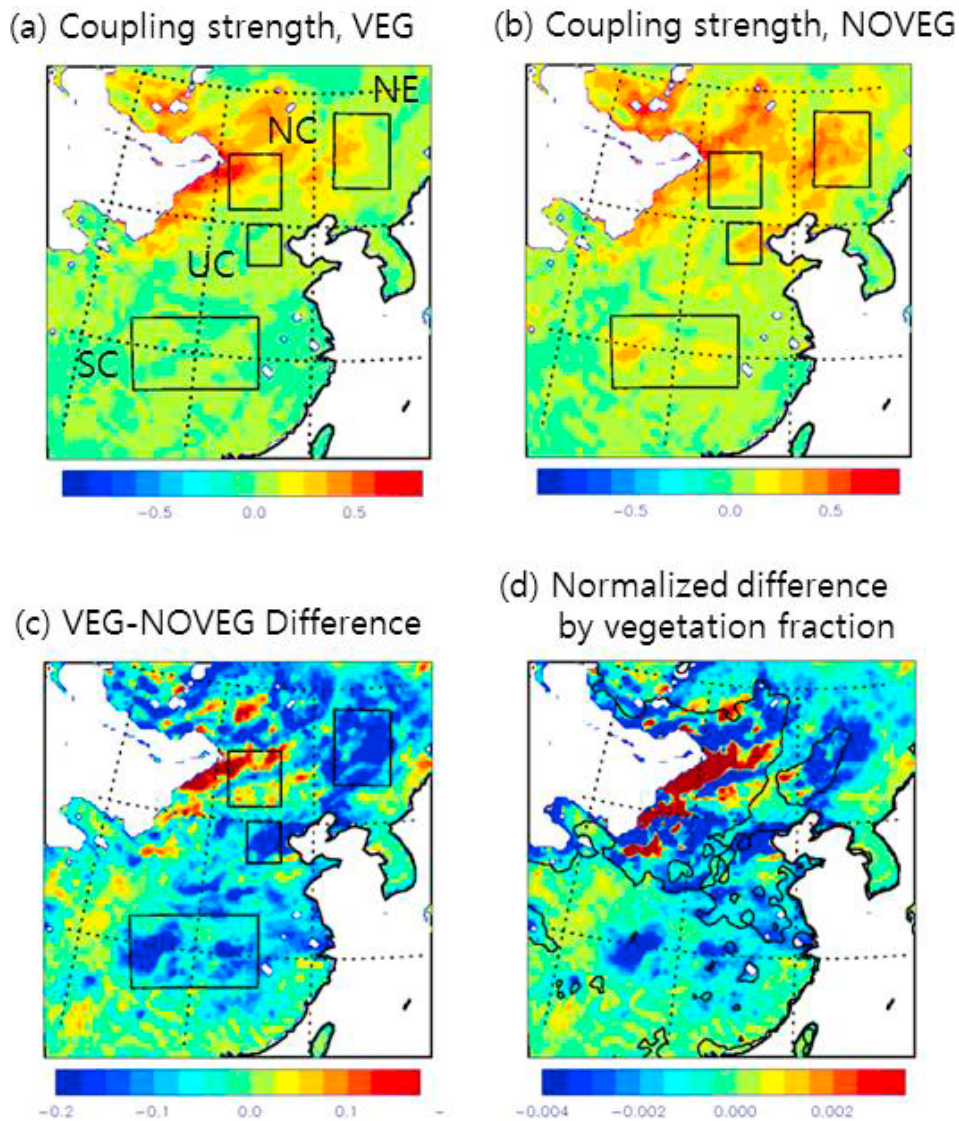 (a) Coupling strength, VEG
(b) Coupling strength, NOVEG
NE
NC
UC
SC
−0.5 0.0 0.5
−0.5 0.0 0.5
(c) VEG-NOVEG Difference
(d) Normalized difference
by vegetation fraction
−0.2 −0.1 0.0 0.1 −
−0.004 −0.002 0.000 0.002